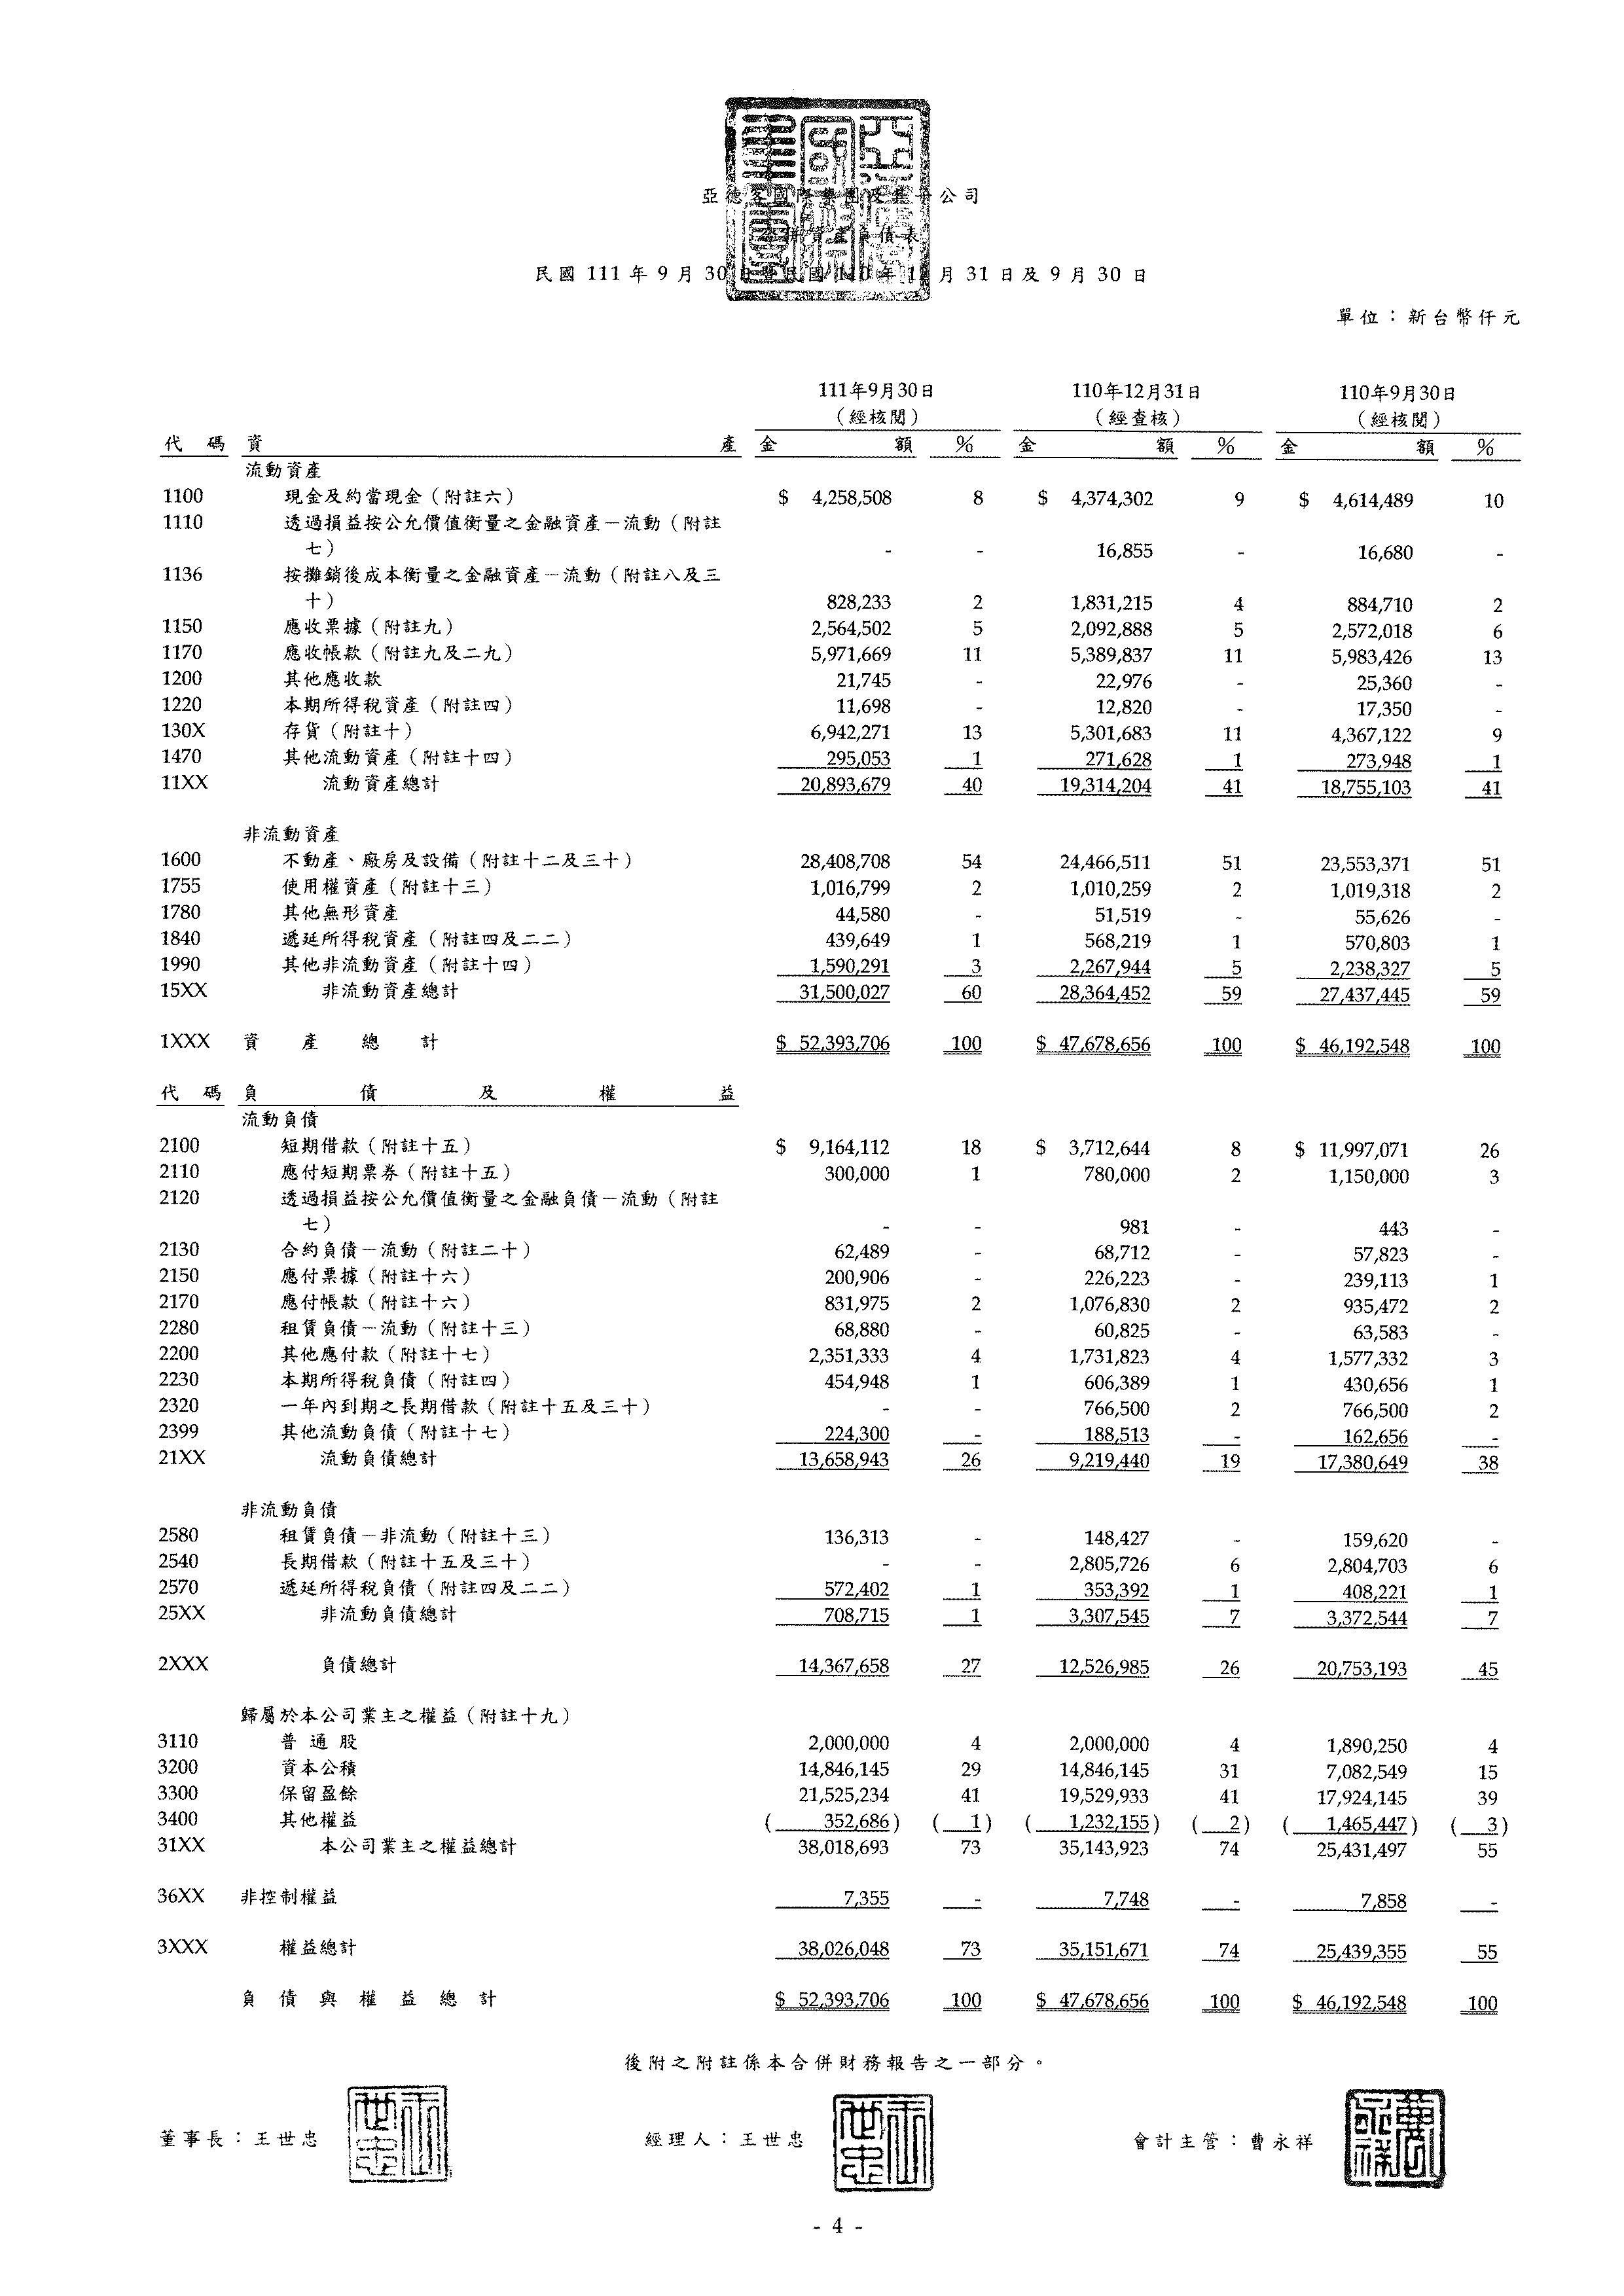 亞德客國際集團及其子公司
合併資產負債表
民國 111 年 9 月 30 日暨民國 110 年 12 月 31 日及 9 月 30 日
單位：新台幣仟元
111年9月30日 110年12月31日 110年9月30日
（經核閱） （經查核） （經核閱）
代碼 資產 金額 % 金額 % 金額 %
流動資產
1100 現金及約當現金（附註六） $ 4,258,508 8 $ 4,374,302 9 $ 4,614,489 10
1110 透過損益按公允價值衡量之金融資產－流動（附註
七） - - 16,855 - 16,680 -
1136 按攤銷後成本衡量之金融資產－流動（附註八及三
十） 828,233 2 1,831,215 4 884,710 2
1150 應收票據（附註九） 2,564,502 5 2,092,888 5 2,572,018 6
1170 應收帳款（附註九及二九） 5,971,669 11 5,389,837 11 5,983,426 13
1200 其他應收款 21,745 - 22,976 - 25,360 -
1220 本期所得稅資產（附註四） 11,698 - 12,820 - 17,350 -
130X 存貨（附註十） 6,942,271 13 5,301,683 11 4,367,122 9
1470 其他流動資產（附註十四） 295,053 1 271,628 1 273,948 1
11XX 流動資產總計 20,893,679 40 19,314,204 41 18,755,103 41
非流動資產
1600 不動產、廠房及設備（附註十二及三十） 28,408,708 54 24,466,511 51 23,553,371 51
1755 使用權資產（附註十三） 1,016,799 2 1,010,259 2 1,019,318 2
1780 其他無形資產 44,580 - 51,519 - 55,626 -
1840 遞延所得稅資產（附註四及二二） 439,649 1 568,219 1 570,803 1
1990 其他非流動資產（附註十四） 1,590,291 3 2,267,944 5 2,238,327 5
15XX 非流動資產總計 31,500,027 60 28,364,452 59 27,437,445 59
1XXX 資產總計 $ 52,393,706 100 $ 47,678,656 100 $ 46,192,548 100
代碼 負債及權益
流動負債
2100 短期借款（附註十五） $ 9,164,112 18 $ 3,712,644 8 $ 11,997,071 26
2110 應付短期票券（附註十五） 300,000 1 780,000 2 1,150,000 3
2120 透過損益按公允價值衡量之金融負債－流動（附註
七） - - 981 - 443 -
2130 合約負債－流動（附註二十） 62,489 - 68,712 - 57,823 -
2150 應付票據（附註十六） 200,906 - 226,223 - 239,113 1
2170 應付帳款（附註十六） 831,975 2 1,076,830 2 935,472 2
2280 租賃負債－流動（附註十三） 68,880 - 60,825 - 63,583 -
2200 其他應付款（附註十七） 2,351,333 4 1,731,823 4 1,577,332 3
2230 本期所得稅負債（附註四） 454,948 1 606,389 1 430,656 1
2320 一年內到期之長期借款（附註十五及三十） - - 766,500 2 766,500 2
2399 其他流動負債（附註十七） 224,300 - 188,513 - 162,656 -
21XX 流動負債總計 13,658,943 26 9,219,440 19 17,380,649 38
非流動負債
2580 租賃負債－非流動（附註十三） 136,313 - 148,427 - 159,620 -
2540 長期借款（附註十五及三十） - - 2,805,726 6 2,804,703 6
2570 遞延所得稅負債（附註四及二二） 572,402 1 353,392 1 408,221 1
25XX 非流動負債總計 708,715 1 3,307,545 7 3,372,544 7
2XXX 負債總計 14,367,658 27 12,526,985 26 20,753,193 45
歸屬於本公司業主之權益（附註十九）
3110 普通股 2,000,000 4 2,000,000 4 1,890,250 4
3200 資本公積 14,846,145 29 14,846,145 31 7,082,549 15
3300 保留盈餘 21,525,234 41 19,529,933 41 17,924,145 39
3400 其他權益 ( 352,686) ( 1) ( 1,232,155) ( 2) ( 1,465,447) ( 3)
31XX 本公司業主之權益總計 38,018,693 73 35,143,923 74 25,431,497 55
36XX 非控制權益 7,355 - 7,748 - 7,858 -
3XXX 權益總計 38,026,048 73 35,151,671 74 25,439,355 55
負債與權益總計 $ 52,393,706 100 $ 47,678,656 100 $ 46,192,548 100
後附之附註係本合併財務報告之一部分。
董事長：王世忠 經理人：王世忠 會計主管：曹永祥
- 4 -